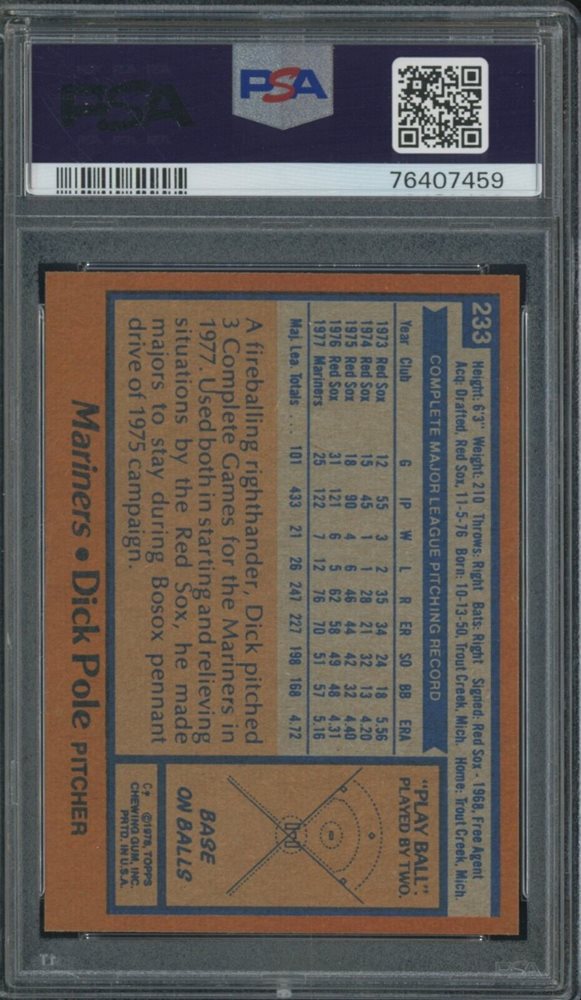 PSA
PSA
76407459
233
Height: 6'3" Weight: 210 Throws: Right Bats: Right Signed: Red Sox - 1968, Free Agent
Acq: Drafted, Red Sox, 11-5-76 Born: 10-13-50, Trout Creek, Mich. Home: Trout Creek, Mich.
COMPLETE MAJOR LEAGUE PITCHING RECORD
Year Club G IP W L R ER SO BB ERA
1973 Red Sox 12 55 3 2 35 34 24 18 5.56
1974 Red Sox 15 45 1 1 28 21 32 13 4.20
1975 Red Sox 18 90 4 6 46 44 42 32 4.40
1976 Red Sox 31 121 6 5 62 58 49 48 4.31
1977 Mariners 25 122 7 12 76 70 51 57 5.16
Maj. Lea. Totals .... 101 433 21 26 247 227 198 168 4.72
A fireballing righthander, Dick pitched
3 Complete Games for the Mariners in
1977. Used both in starting and relieving
situations by the Red Sox, he made
majors to stay during Bosox pennant
drive of 1975 campaign.
"PLAY BALL".
PLAYED BY TWO.
BASE
ON BALLS
C* ©1978, TOPPS
CHEWING GUM, INC.
PRTD. IN U.S.A.
Mariners • Dick Pole PITCHER
PSA